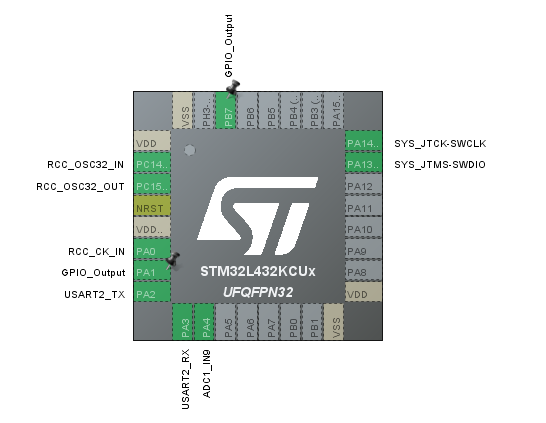 GPIO_Output
VSS
PH3-..
PB7
PB6
PB5
PB4 (..
PB3 (..
PA15..
VDD
PA14..
SYS_JTCK-SWCLK
RCC_OSC32_IN
PC14..
PA13..
SYS_JTMS-SWDIO
RCC_OSC32_OUT
PC15..
PA12
NRST
PA11
VDD..
PA10
RCC_CK_IN
PA0
PA9
GPIO_Output
PA1
PA8
USART2_TX
PA2
VDD
ST
STM32L432KCUx
UFQFPN32
PA3
PA4
PA5
PA6
PA7
PB0
PB1
VSS
USART2_RX
ADC1_IN9